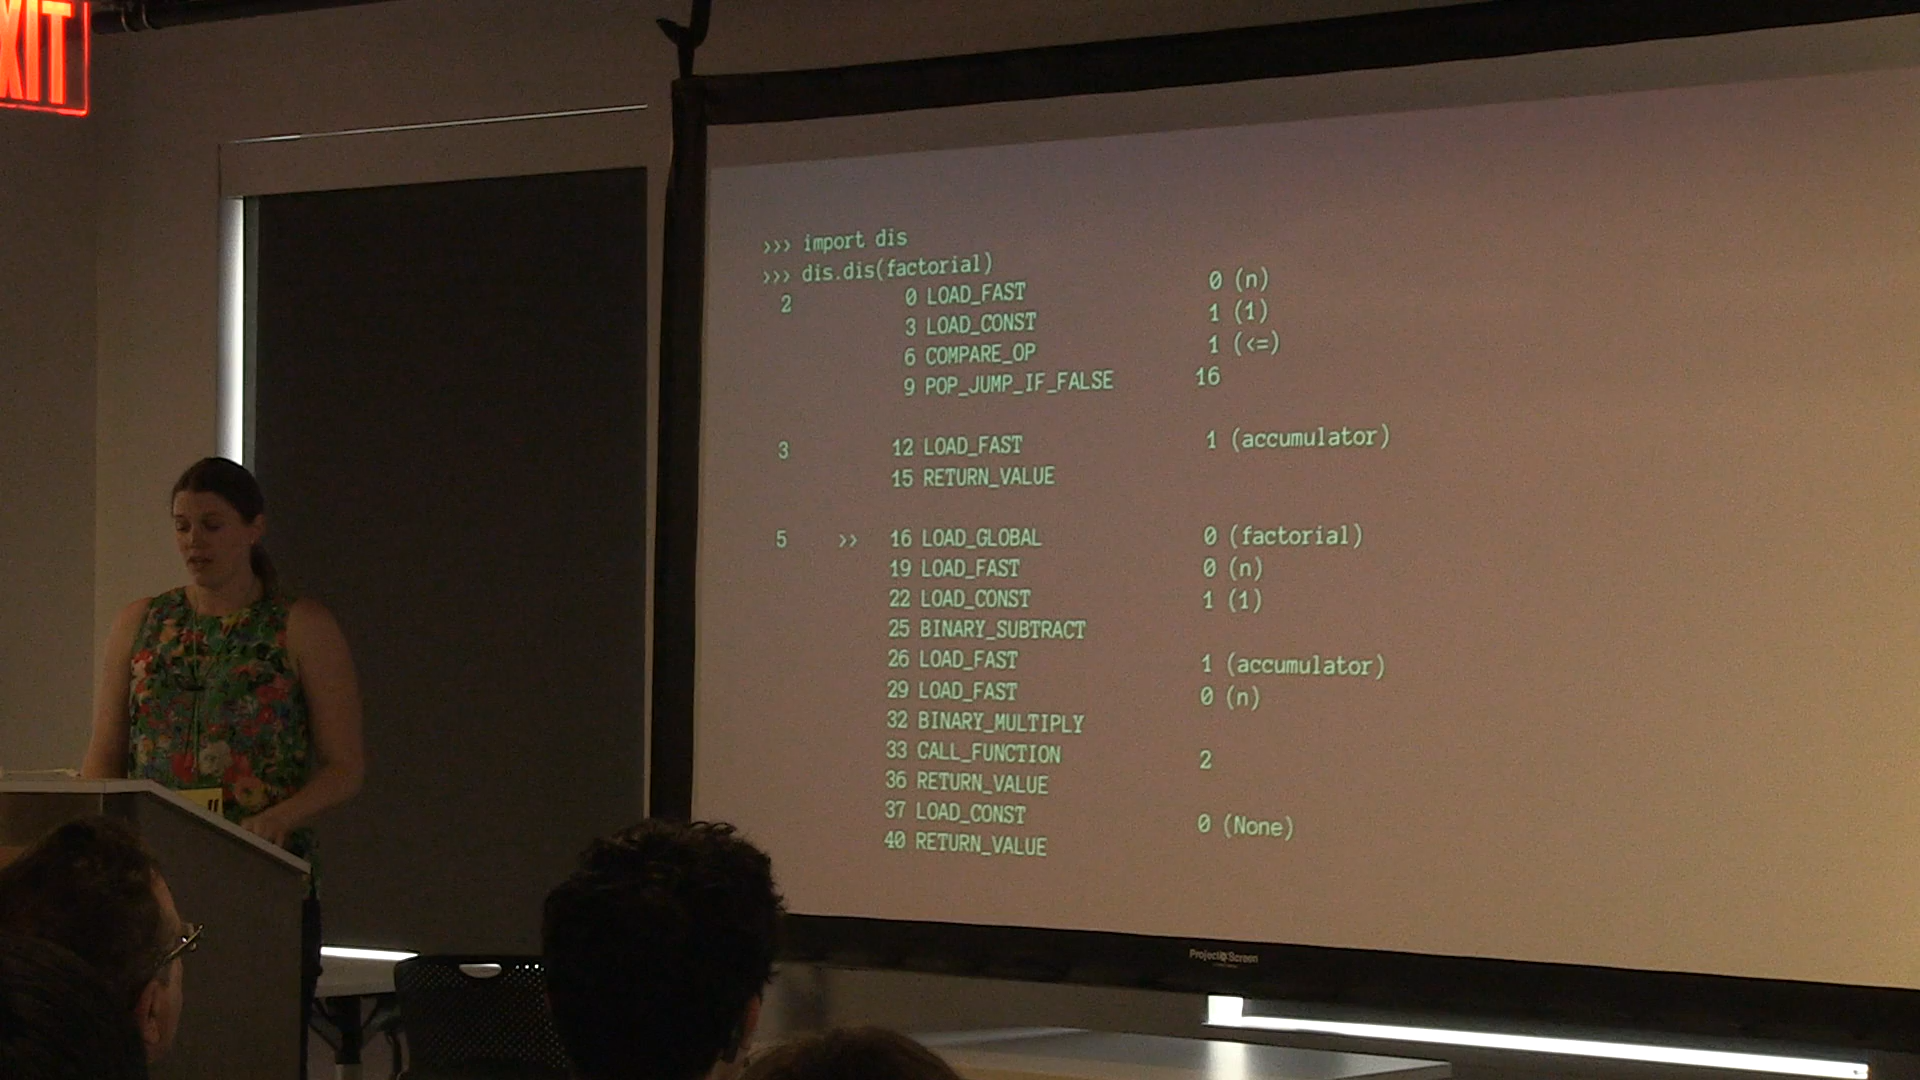 XIT
>>> import dis
>>> dis.dis(factorial)
2 0 LOAD_FAST 0 (n)
3 LOAD_CONST 1 (1)
6 COMPARE_OP 1 (<=)
9 POP_JUMP_IF_FALSE 16
3 12 LOAD_FAST 1 (accumulator)
15 RETURN_VALUE
5 >> 16 LOAD_GLOBAL 0 (factorial)
19 LOAD_FAST 0 (n)
22 LOAD_CONST 1 (1)
25 BINARY_SUBTRACT
26 LOAD_FAST 1 (accumulator)
29 LOAD_FAST 0 (n)
32 BINARY_MULTIPLY
33 CALL_FUNCTION 2
36 RETURN_VALUE
37 LOAD_CONST 0 (None)
40 RETURN_VALUE
Project Screen